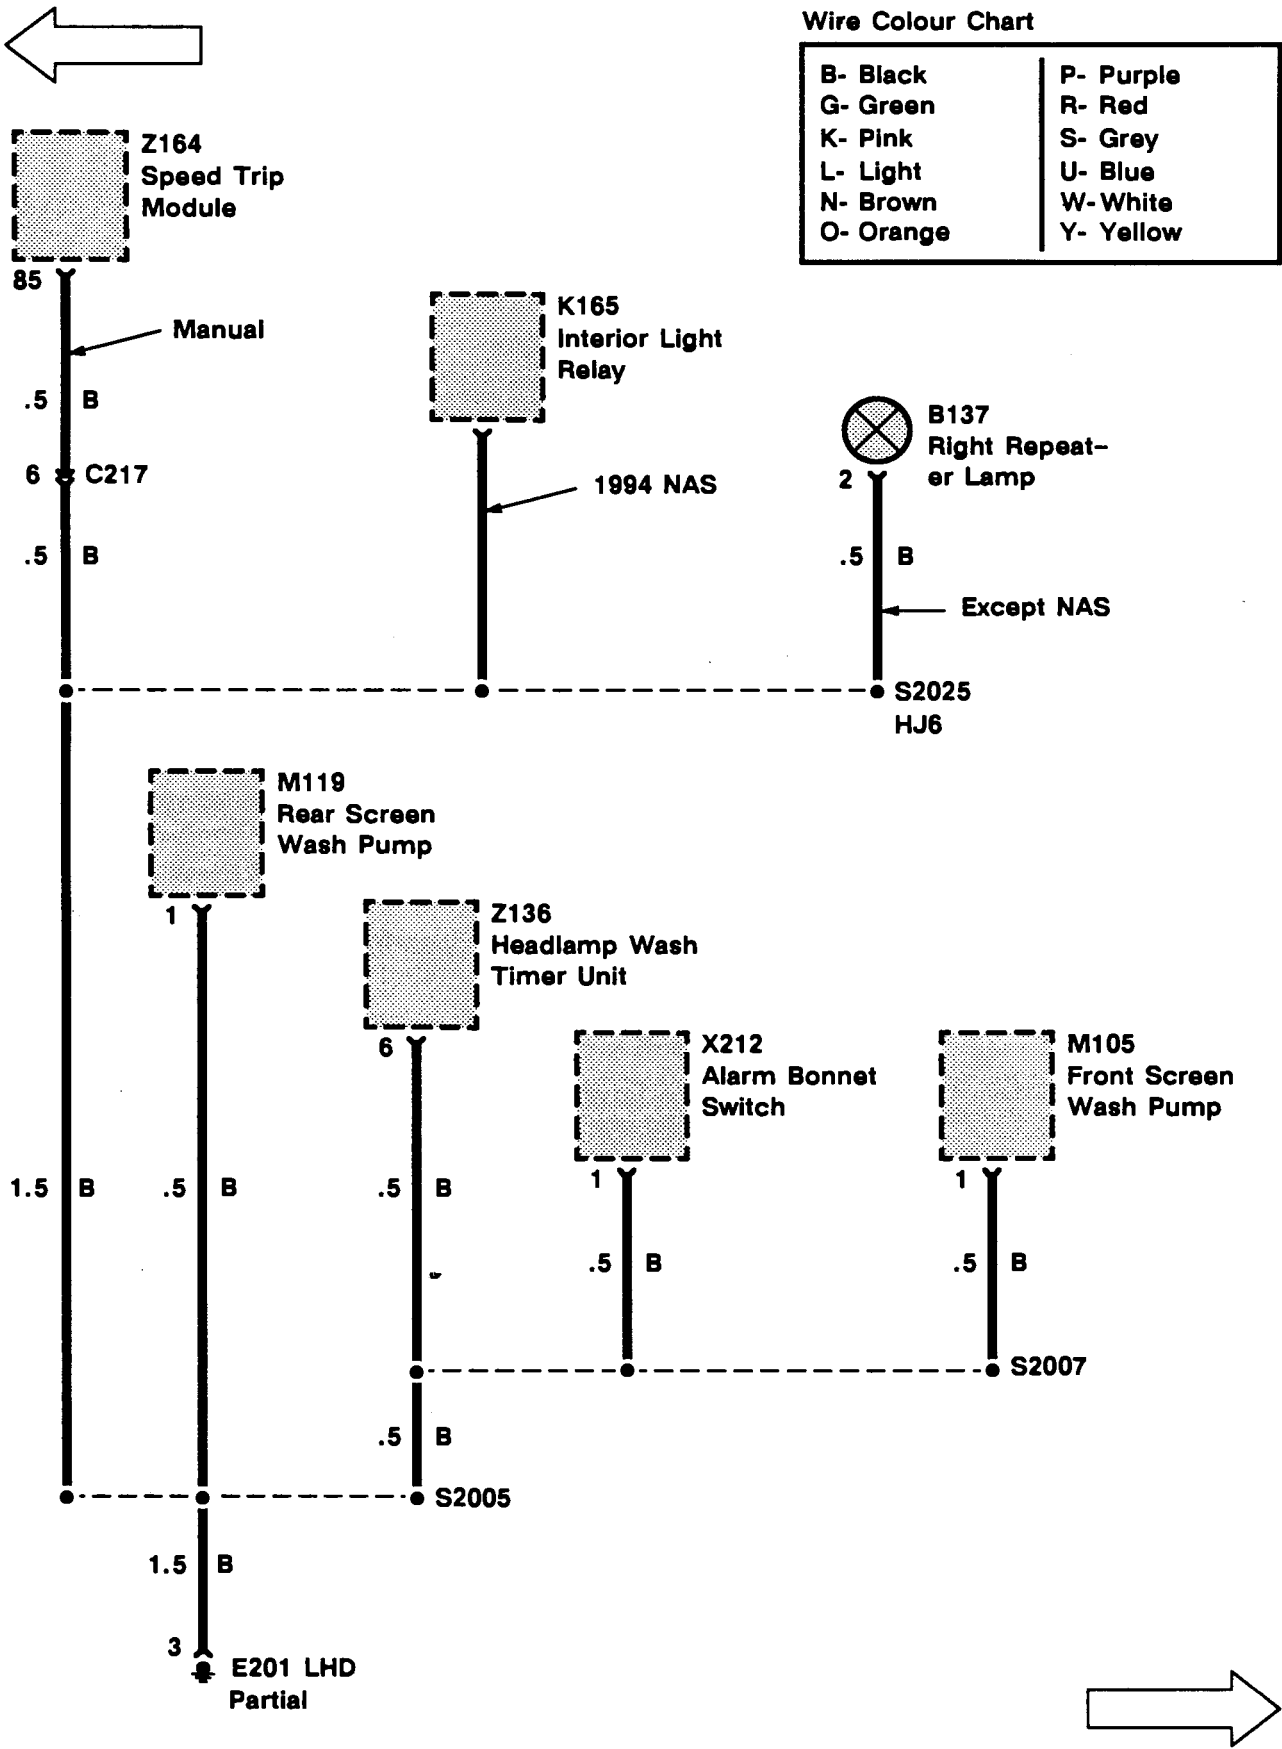 Wire Colour Chart
B- Black
G- Green
K- Pink
L- Light
N- Brown
O- Orange
P- Purple
R- Red
S- Grey
U- Blue
W- White
Y- Yellow
Z164
Speed Trip
Module
85
Manual
.5 B
6 C217
.5 B
K165
Interior Light
Relay
1994 NAS
B137
Right Repeat-
er Lamp
2
.5 B
Except NAS
S2025
HJ6
M119
Rear Screen
Wash Pump
1
Z136
Headlamp Wash
Timer Unit
6
X212
Alarm Bonnet
Switch
1
M105
Front Screen
Wash Pump
1
1.5 B
.5 B
.5 B
.5 B
.5 B
S2007
.5 B
S2005
1.5 B
3
E201 LHD
Partial